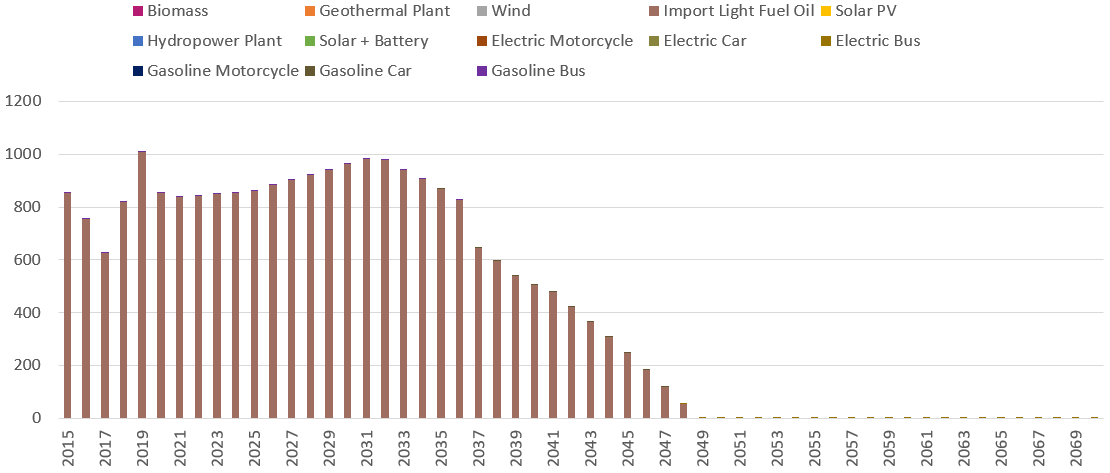 Biomass Geothermal Plant Wind Import Light Fuel Oil Solar PV
Hydropower Plant Solar + Battery Electric Motorcycle Electric Car Electric Bus
Gasoline Motorcycle Gasoline Car Gasoline Bus
1200
1000
800
600
400
200
0
2015 2017 2019 2021 2023 2025 2027 2029 2031 2033 2035 2037 2039 2041 2043 2045 2047 2049 2051 2053 2055 2057 2059 2061 2063 2065 2067 2069